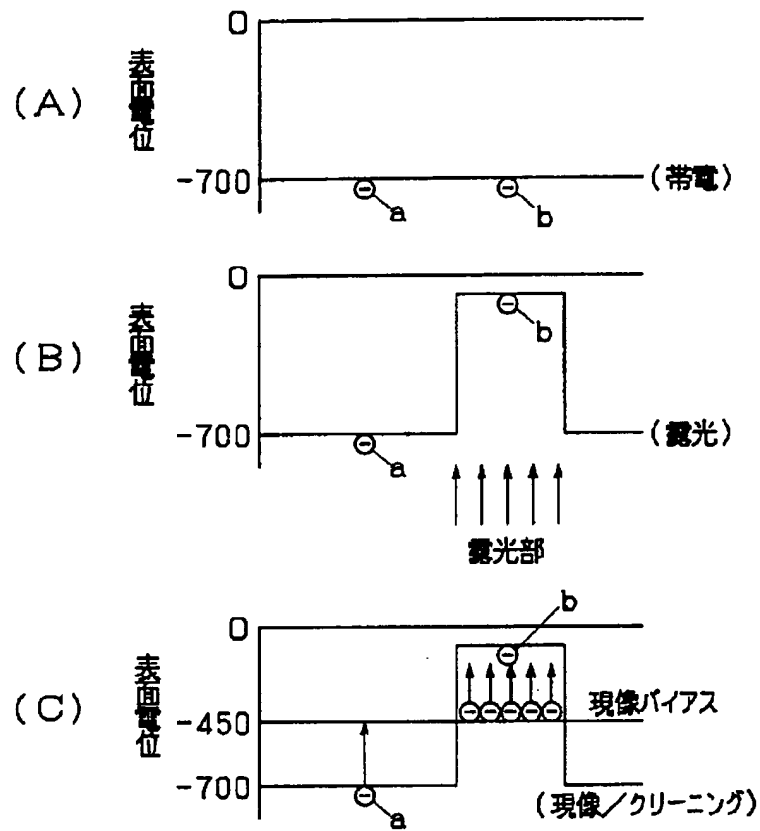 (A)
表面電位
0
-700
(帯電)
⊖ ⊖
a b
(B)
表面電位
0
-700
(露光)
⊖
b
⊖
a
露光部
(C)
表面電位
0
-450
-700
b
⊖
⊖⊖⊖⊖⊖
現像バイアス
⊖
a
(現像/クリーニング)